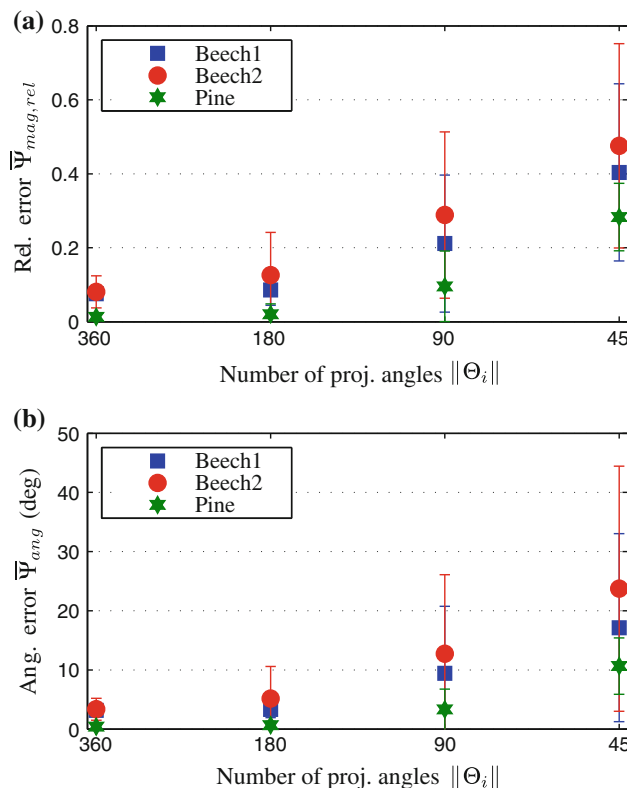 (a)
0.8
0.6
0.4
0.2
0
Rel. error Ψ̅_{mag,rel}
Beech1
Beech2
Pine
360 180 90 45
Number of proj. angles ‖Θ_i‖
(b)
50
40
30
20
10
0
Ang. error Ψ̅_{ang} (deg)
Beech1
Beech2
Pine
360 180 90 45
Number of proj. angles ‖Θ_i‖